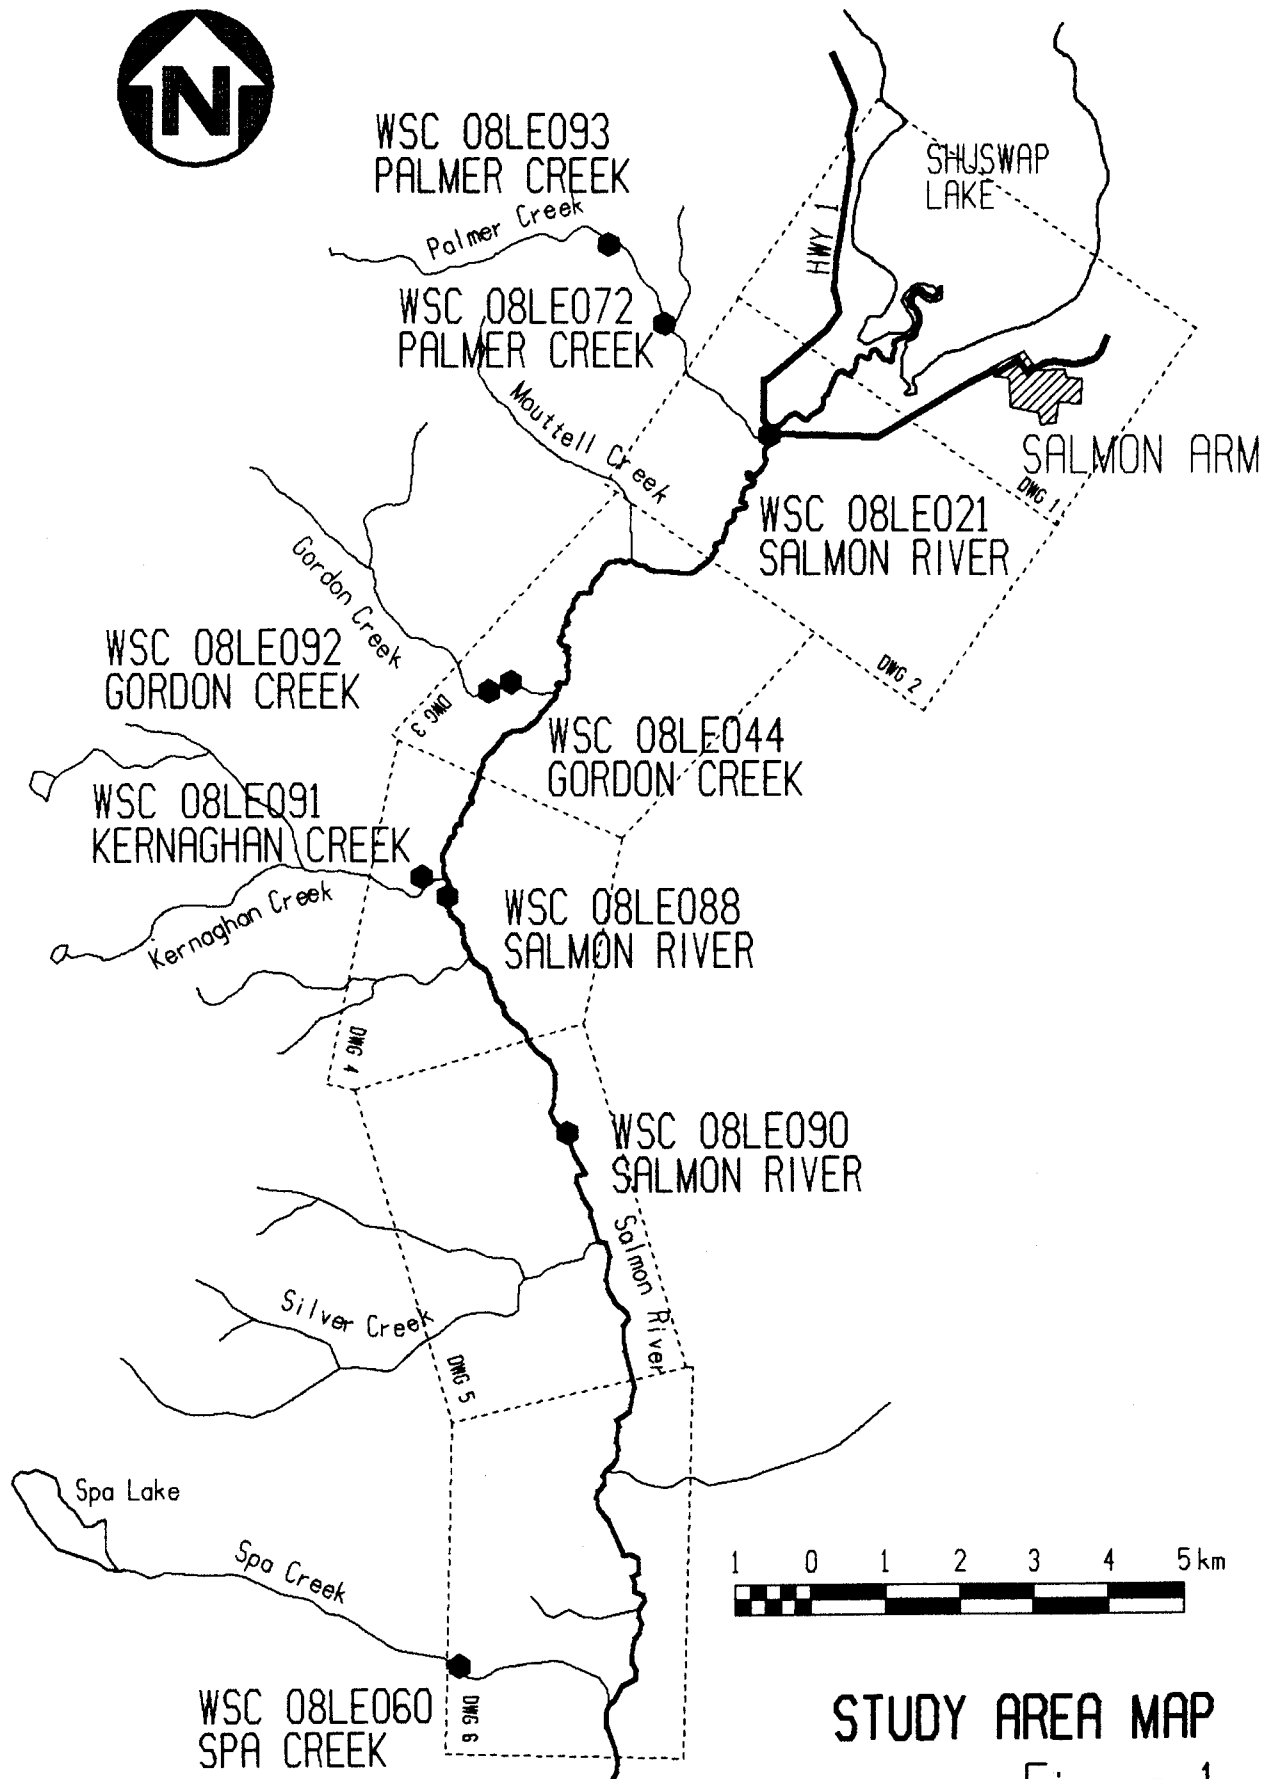 N
WSC 08LE093
PALMER CREEK
SHUSWAP
LAKE
Palmer Creek
HWY 1
WSC 08LE072
PALMER CREEK
Mouttell Creek
SALMON ARM
DWG 1
WSC 08LE021
SALMON RIVER
Gordon Creek
WSC 08LE092
GORDON CREEK
DWG 2
DWG 3
WSC 08LE044
GORDON CREEK
WSC 08LE091
KERNAGHAN CREEK
Kernaghan Creek
WSC 08LE088
SALMON RIVER
DWG 4
WSC 08LE090
SALMON RIVER
Salmon River
Silver Creek
DWG 5
Spa Lake
Spa Creek
1 0 1 2 3 4 5 km
WSC 08LE060
SPA CREEK
DWG 6
STUDY AREA MAP
Figure 1